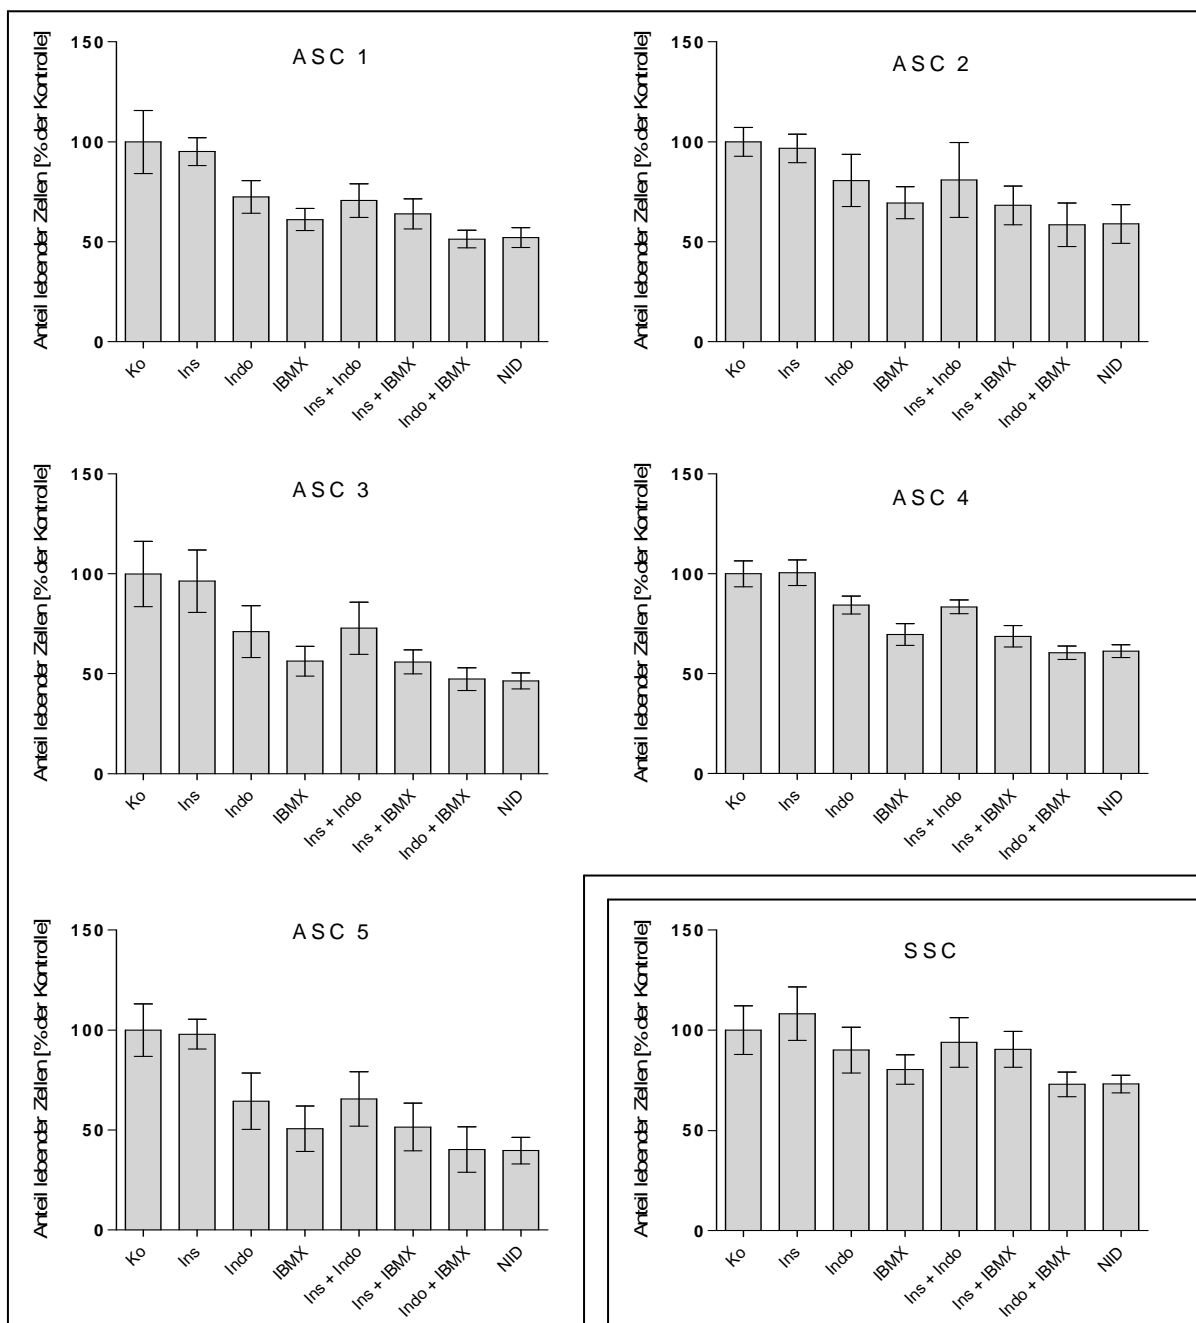 ASC 1
Anteil lebender Zellen [% der Kontrolle]
150
100
50
0
Ko
Ins
Indo
IBMX
Ins + Indo
Ins + IBMX
Indo + IBMX
NID
ASC 2
Anteil lebender Zellen [% der Kontrolle]
150
100
50
0
Ko
Ins
Indo
IBMX
Ins + Indo
Ins + IBMX
Indo + IBMX
NID
ASC 3
Anteil lebender Zellen [% der Kontrolle]
150
100
50
0
Ko
Ins
Indo
IBMX
Ins + Indo
Ins + IBMX
Indo + IBMX
NID
ASC 4
Anteil lebender Zellen [% der Kontrolle]
150
100
50
0
Ko
Ins
Indo
IBMX
Ins + Indo
Ins + IBMX
Indo + IBMX
NID
ASC 5
Anteil lebender Zellen [% der Kontrolle]
150
100
50
0
Ko
Ins
Indo
IBMX
Ins + Indo
Ins + IBMX
Indo + IBMX
NID
SSC
Anteil lebender Zellen [% der Kontrolle]
150
100
50
0
Ko
Ins
Indo
IBMX
Ins + Indo
Ins + IBMX
Indo + IBMX
NID